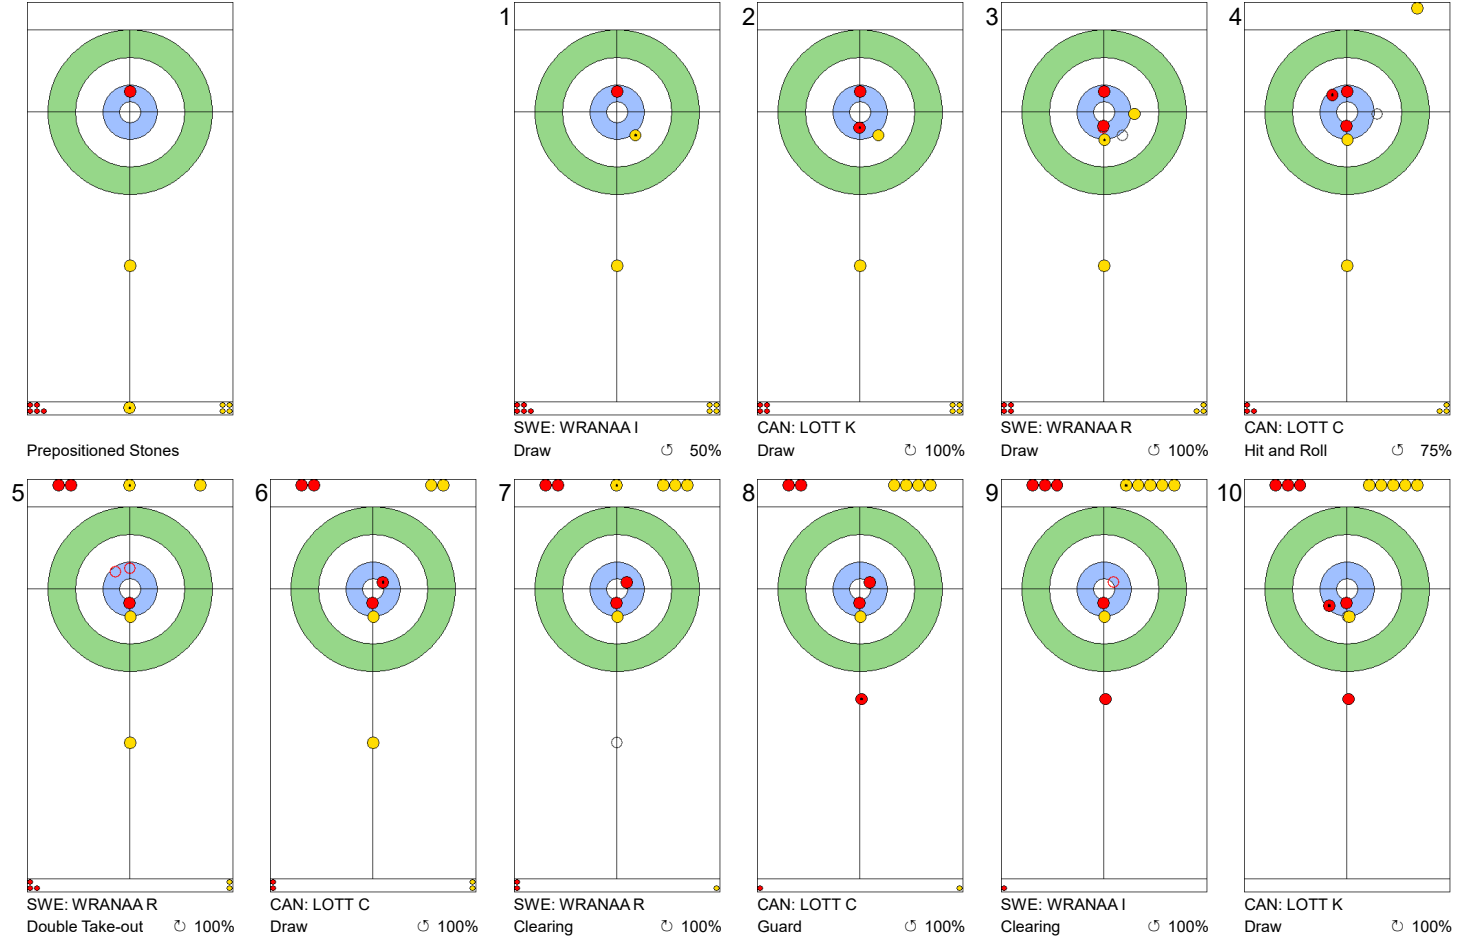 1
2
3
4
Prepositioned Stones
SWE: WRANAA I
Draw 50%
CAN: LOTT K
Draw 100%
SWE: WRANAA R
Draw 100%
CAN: LOTT C
Hit and Roll 75%
5
6
7
8
9
10
SWE: WRANAA R
Double Take-out 100%
CAN: LOTT C
Draw 100%
SWE: WRANAA R
Clearing 100%
CAN: LOTT C
Guard 100%
SWE: WRANAA I
Clearing 100%
CAN: LOTT K
Draw 100%